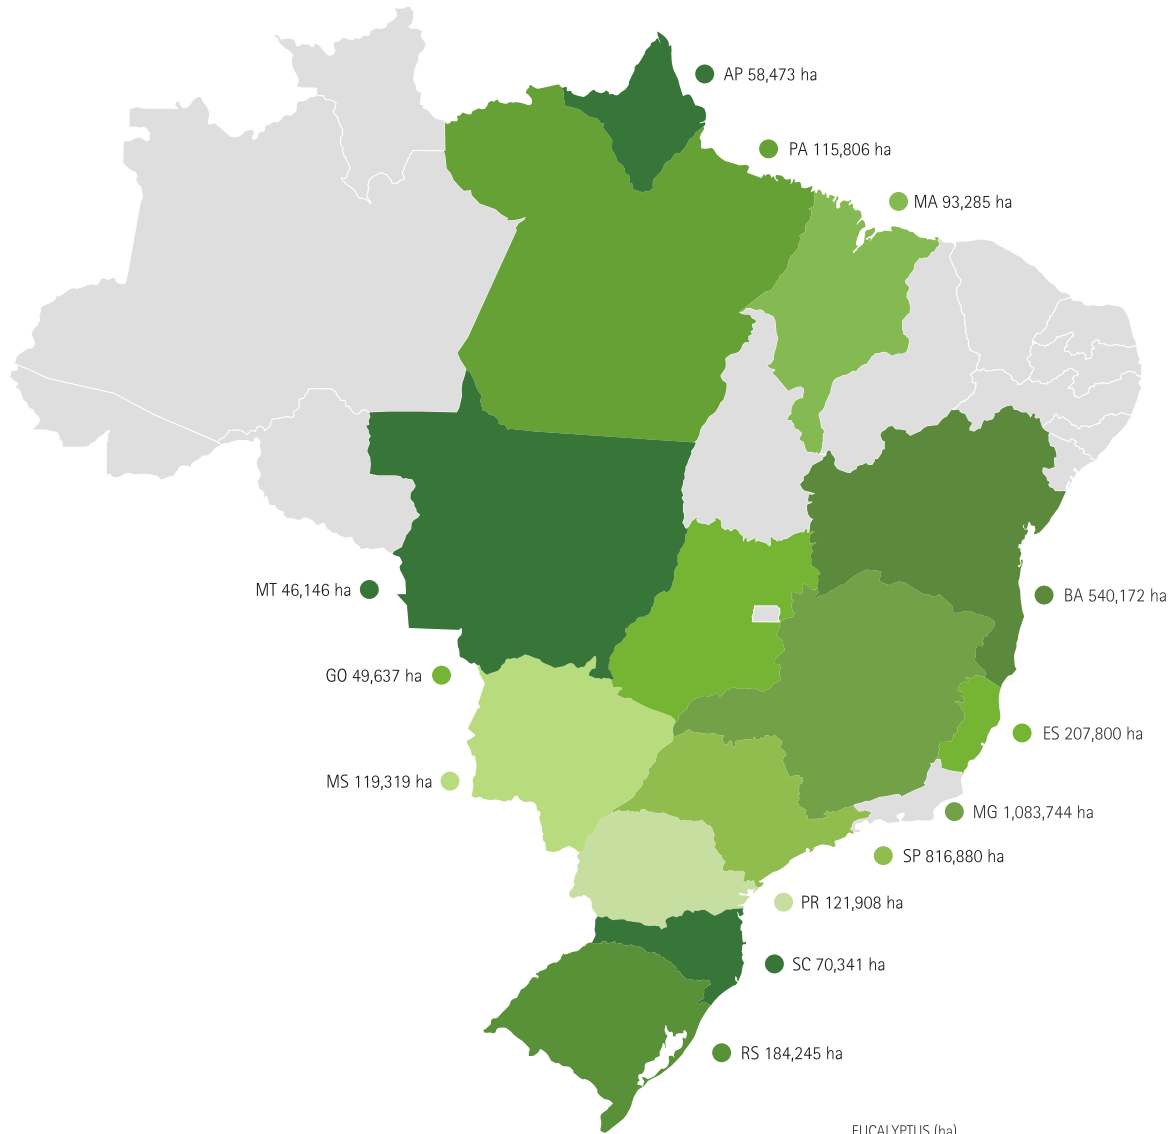 AP 58,473 ha
PA 115,806 ha
MA 93,285 ha
MT 46,146 ha
BA 540,172 ha
GO 49,637 ha
ES 207,800 ha
MS 119,319 ha
MG 1,083,744 ha
SP 816,880 ha
PR 121,908 ha
SC 70,341 ha
RS 184,245 ha
EUCALYPTUS (ha)